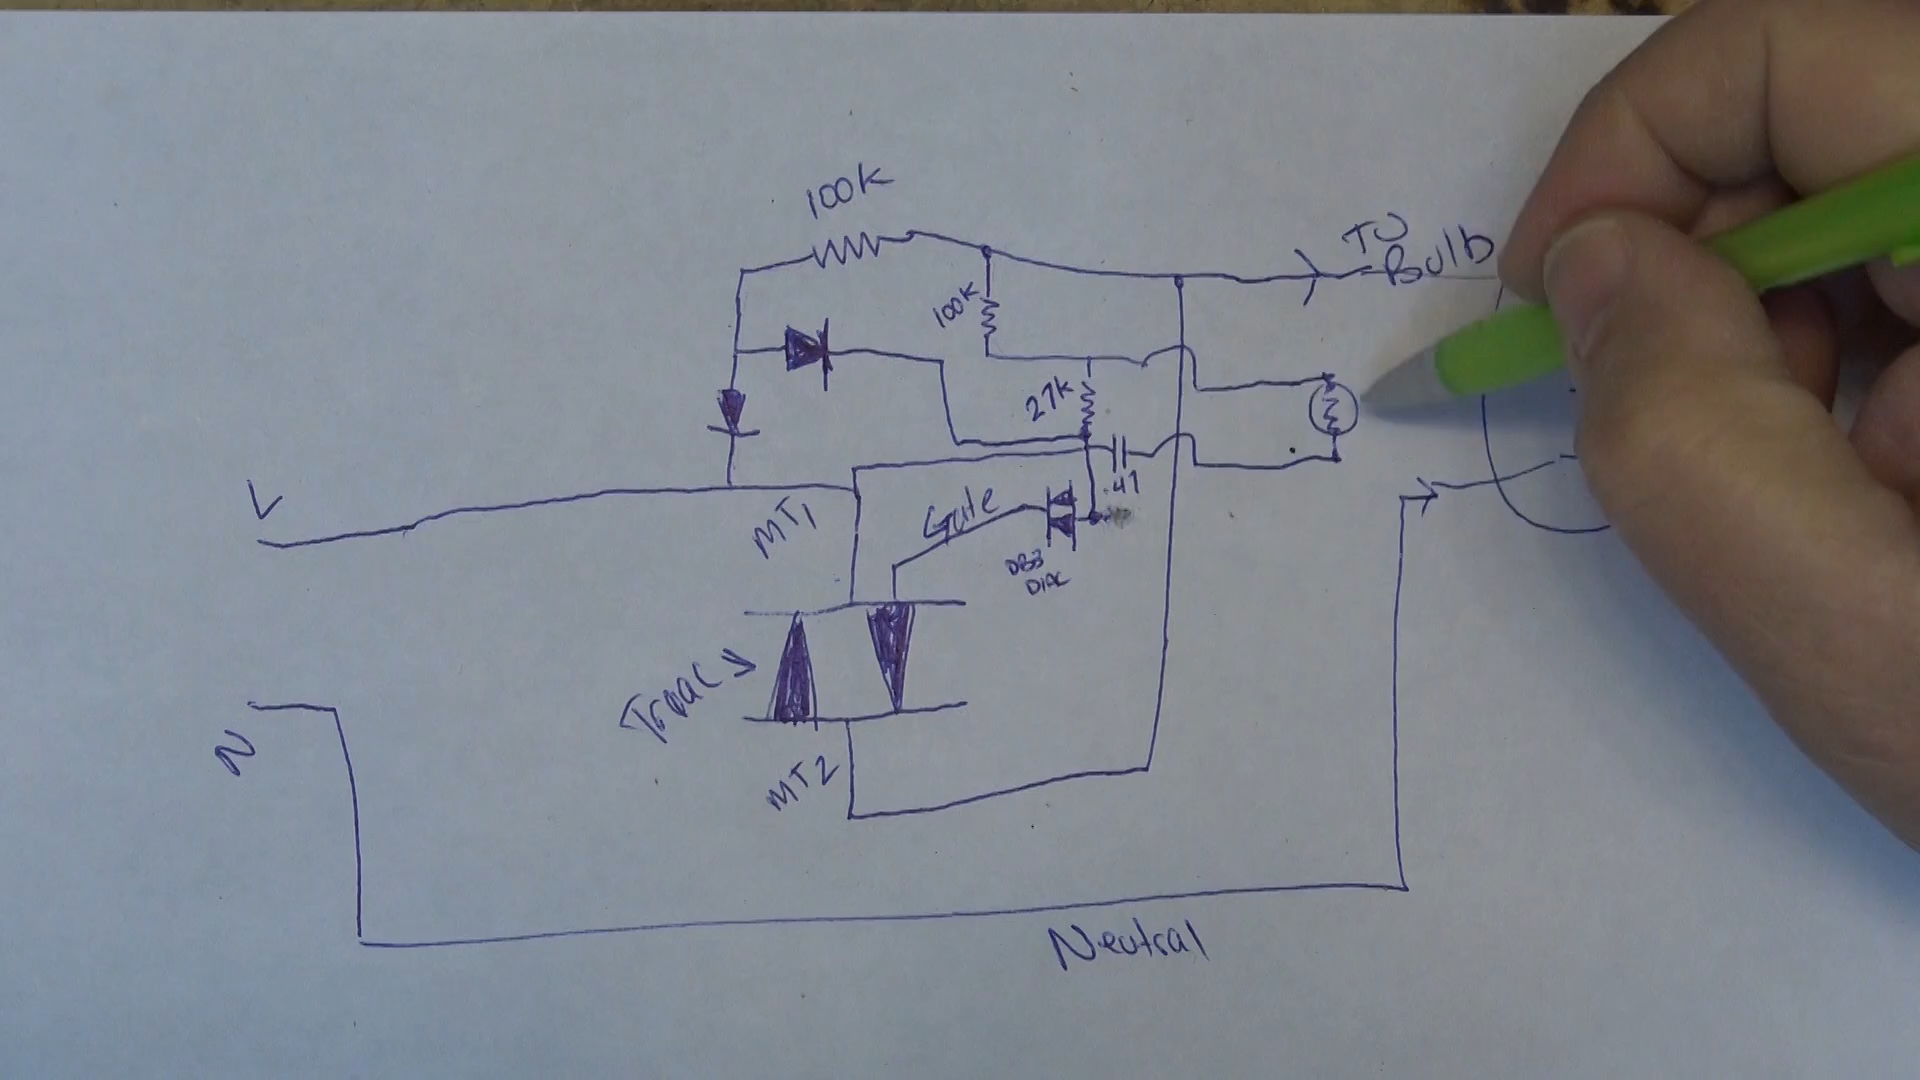 100K
TO
Bulb
100K
27K
V
.47
Gate
MT1
DB3
DIAC
Triac
N
MT2
Neutral